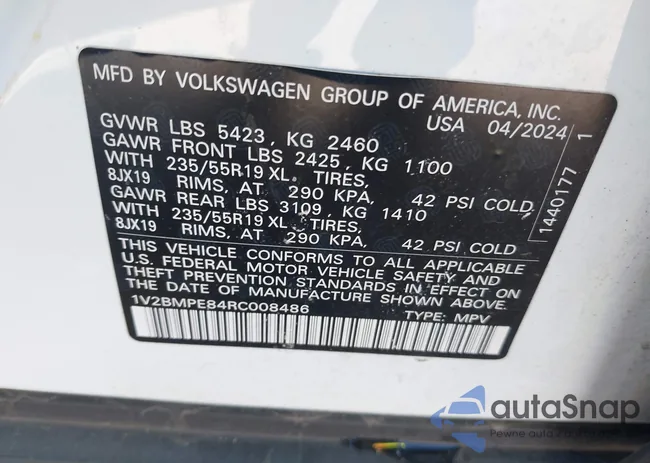 MFD BY VOLKSWAGEN GROUP OF AMERICA, INC.
USA 04/2024
GVWR LBS 5423, KG 2460
GAWR FRONT LBS 2425, KG 1100
WITH 235/55R19 XL TIRES,
8JX19 RIMS, AT 290 KPA, 42 PSI COLD
GAWR REAR LBS 3109, KG 1410
WITH 235/55R19 XL TIRES,
8JX19 RIMS, AT 290 KPA, 42 PSI COLD
THIS VEHICLE CONFORMS TO ALL APPLICABLE
U.S. FEDERAL MOTOR VEHICLE SAFETY AND
THEFT PREVENTION STANDARDS IN EFFECT ON
THE DATE OF MANUFACTURE SHOWN ABOVE
1V2BMPE84RC008486 TYPE: MPV
1440177 1
autaSnap
Pewne auto